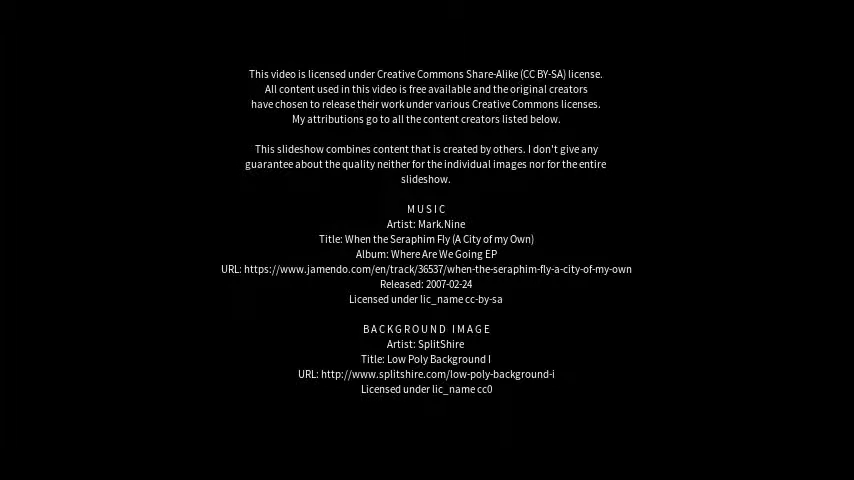 This video is licensed under Creative Commons Share-Alike (CC BY-SA) license.
All content used in this video is free available and the original creators
have chosen to release their work under various Creative Commons licenses.
My attributions go to all the content creators listed below.
This slideshow combines content that is created by others. I don't give any
guarantee about the quality neither for the individual images nor for the entire
slideshow.
MUSIC
Artist: Mark.Nine
Title: When the Seraphim Fly (A City of my Own)
Album: Where Are We Going EP
URL: https://www.jamendo.com/en/track/36537/when-the-seraphim-fly-a-city-of-my-own
Released: 2007-02-24
Licensed under lic_name cc-by-sa
BACKGROUND IMAGE
Artist: SplitShire
Title: Low Poly Background I
URL: http://www.splitshire.com/low-poly-background-i
Licensed under lic_name cc0